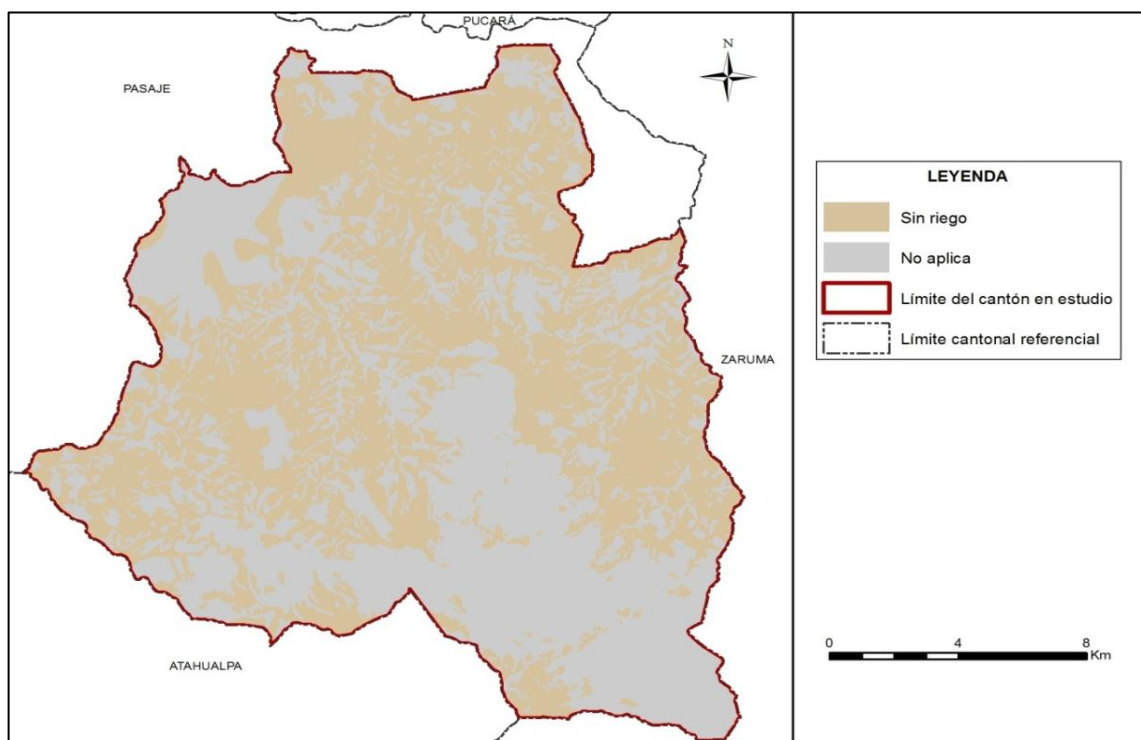 PUCARÁ
N
PASAJE
LEYENDA
Sin riego
No aplica
Límite del cantón en estudio
Límite cantonal referencial
ZARUMA
ATAHUALPA
0 4 8
Km